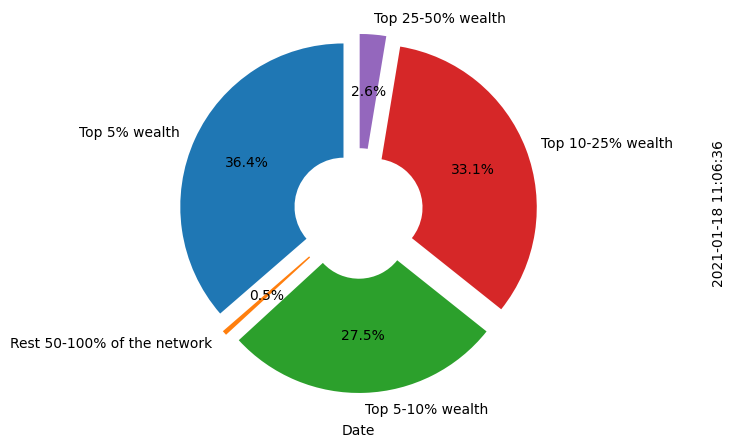 Top 25-50% wealth
2.6%
Top 5% wealth
36.4%
Top 10-25% wealth
33.1%
0.5%
Rest 50-100% of the network
27.5%
Top 5-10% wealth
Date
2021-01-18 11:06:36